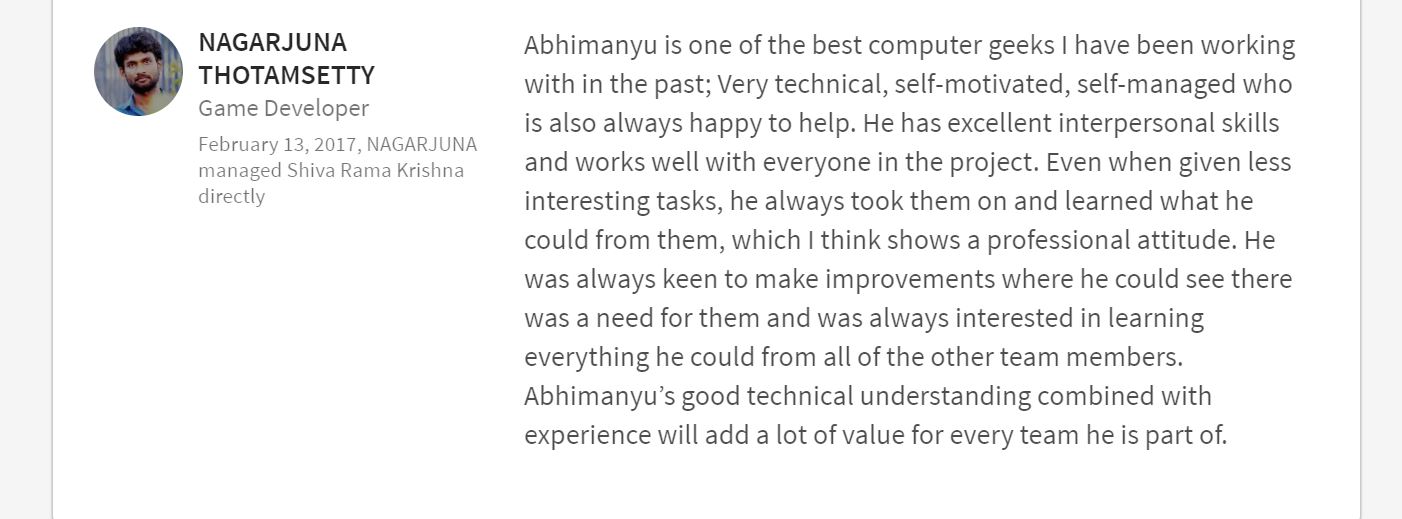 NAGARJUNA
THOTAMSETTY
Game Developer
February 13, 2017, NAGARJUNA
managed Shiva Rama Krishna
directly
Abhimanyu is one of the best computer geeks I have been working
with in the past; Very technical, self-motivated, self-managed who
is also always happy to help. He has excellent interpersonal skills
and works well with everyone in the project. Even when given less
interesting tasks, he always took them on and learned what he
could from them, which I think shows a professional attitude. He
was always keen to make improvements where he could see there
was a need for them and was always interested in learning
everything he could from all of the other team members.
Abhimanyu’s good technical understanding combined with
experience will add a lot of value for every team he is part of.